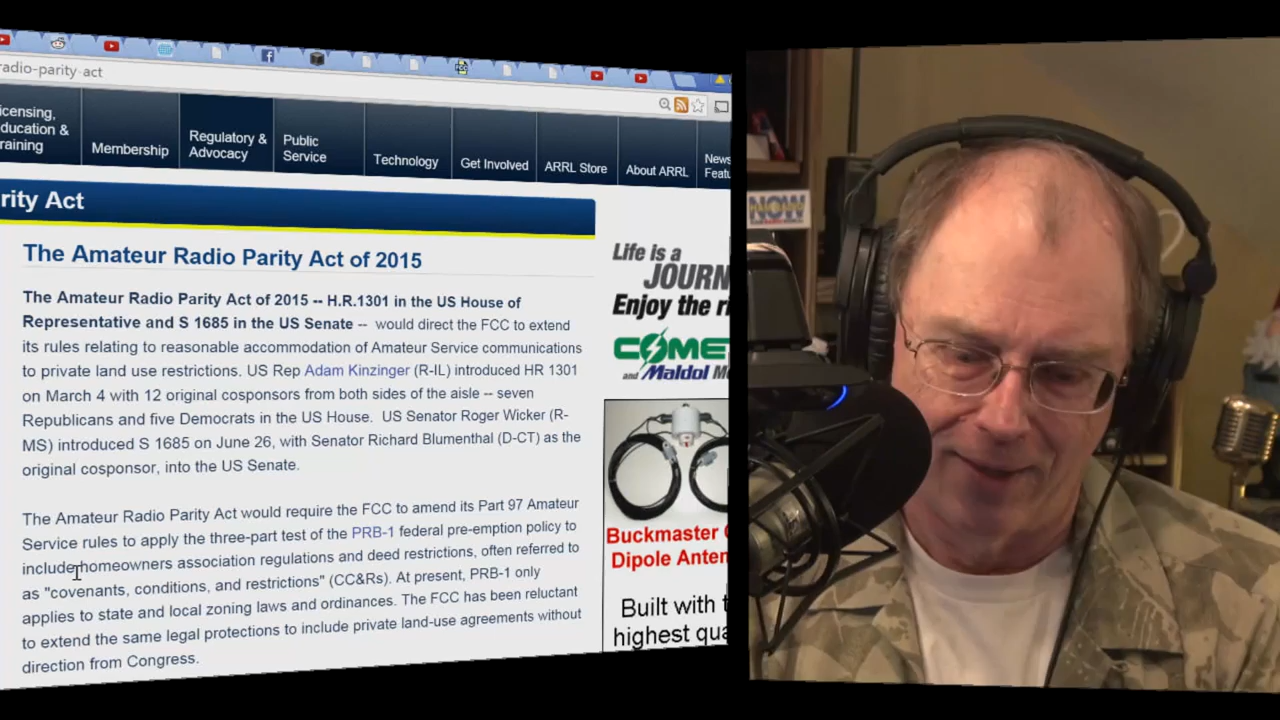 radio-parity-act
icensing,
ducation &
raining
Membership
Regulatory &
Advocacy
Public
Service
Technology
Get Involved
ARRL Store
About ARRL
News
Featu
rity Act
The Amateur Radio Parity Act of 2015
The Amateur Radio Parity Act of 2015 -- H.R.1301 in the US House of
Representative and S 1685 in the US Senate -- would direct the FCC to extend
its rules relating to reasonable accommodation of Amateur Service communications
to private land use restrictions. US Rep Adam Kinzinger (R-IL) introduced HR 1301
on March 4 with 12 original cosponsors from both sides of the aisle -- seven
Republicans and five Democrats in the US House. US Senator Roger Wicker (R-
MS) introduced S 1685 on June 26, with Senator Richard Blumenthal (D-CT) as the
original cosponsor, into the US Senate.
The Amateur Radio Parity Act would require the FCC to amend its Part 97 Amateur
Service rules to apply the three-part test of the PRB-1 federal pre-emption policy to
include homeowners association regulations and deed restrictions, often referred to
as "covenants, conditions, and restrictions" (CC&Rs). At present, PRB-1 only
applies to state and local zoning laws and ordinances. The FCC has been reluctant
to extend the same legal protections to include private land-use agreements without
direction from Congress.
Life is a
JOURN
Enjoy the ri
COME
and Maldol M
Buckmaster
Dipole Anten
Built with t
highest qua
NOW